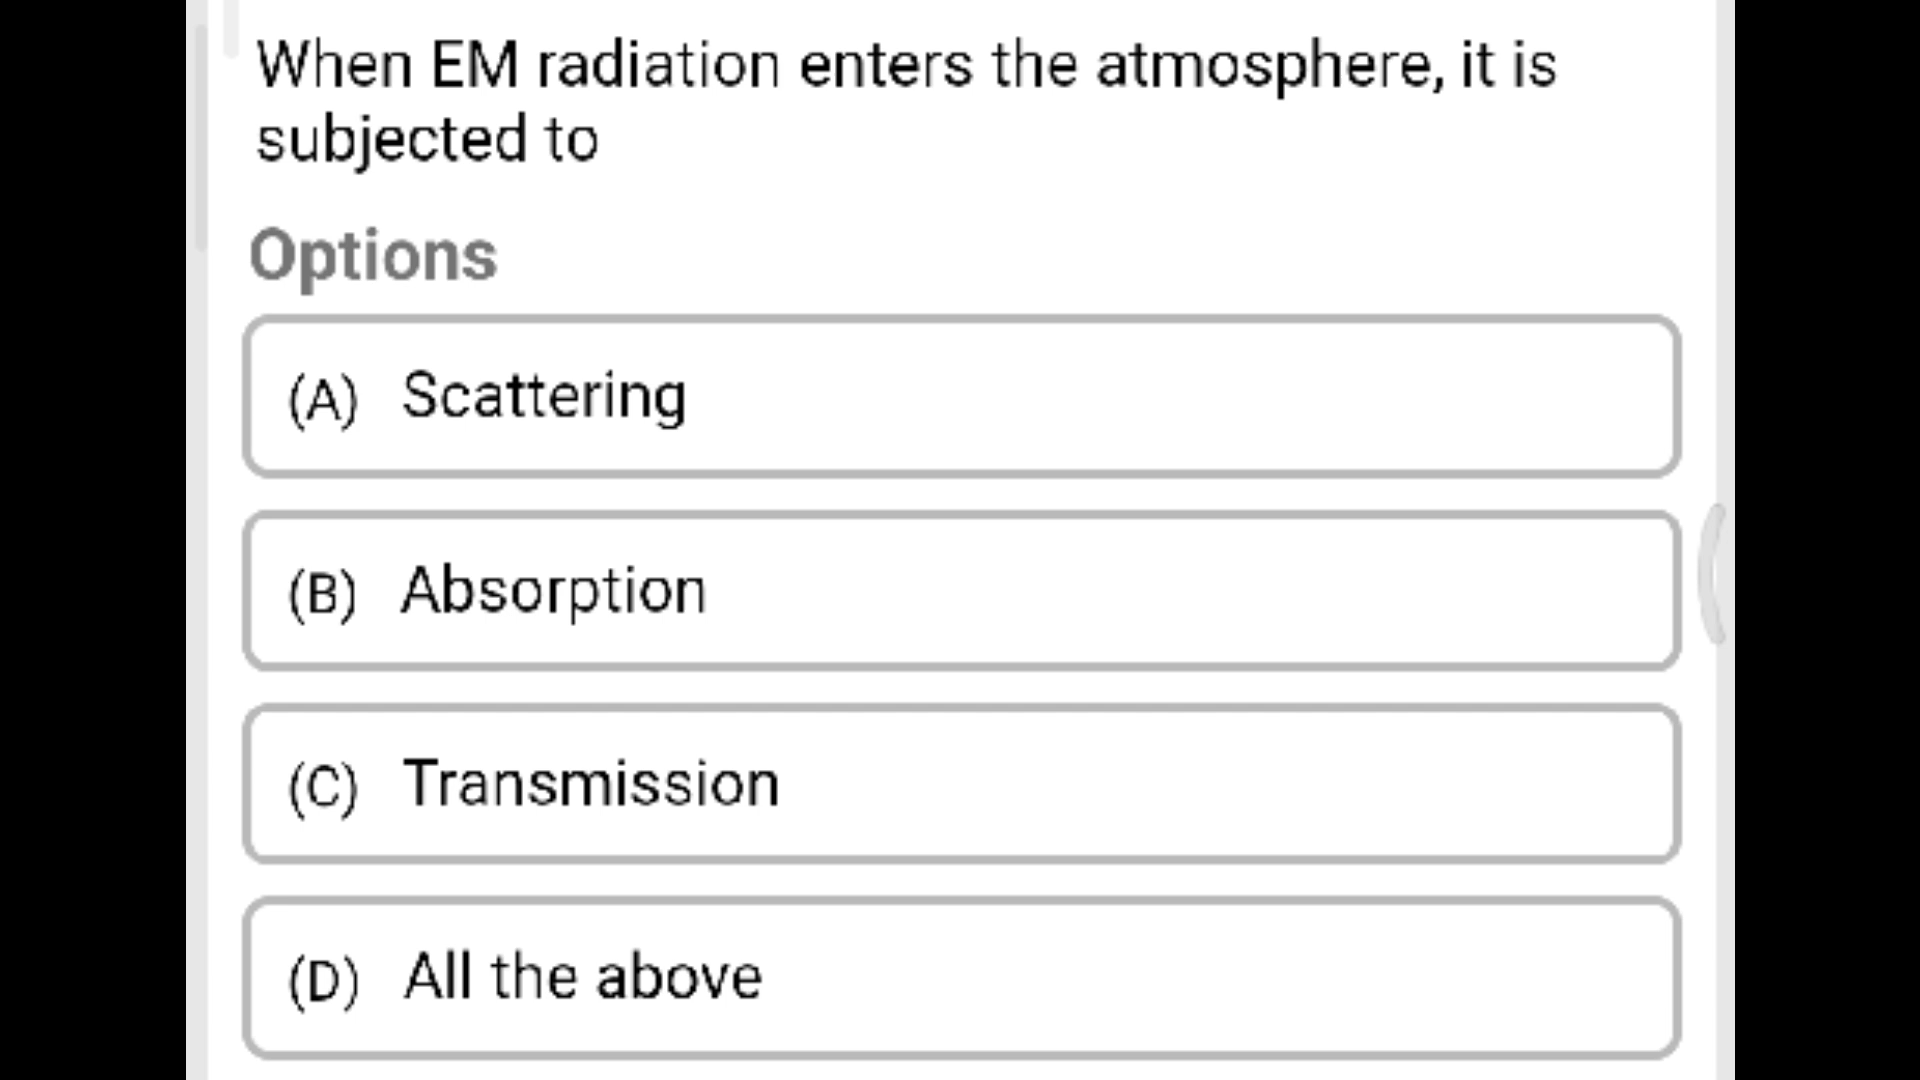 When EM radiation enters the atmosphere, it is
subjected to
Options
(A) Scattering
(B) Absorption
(C) Transmission
(D) All the above